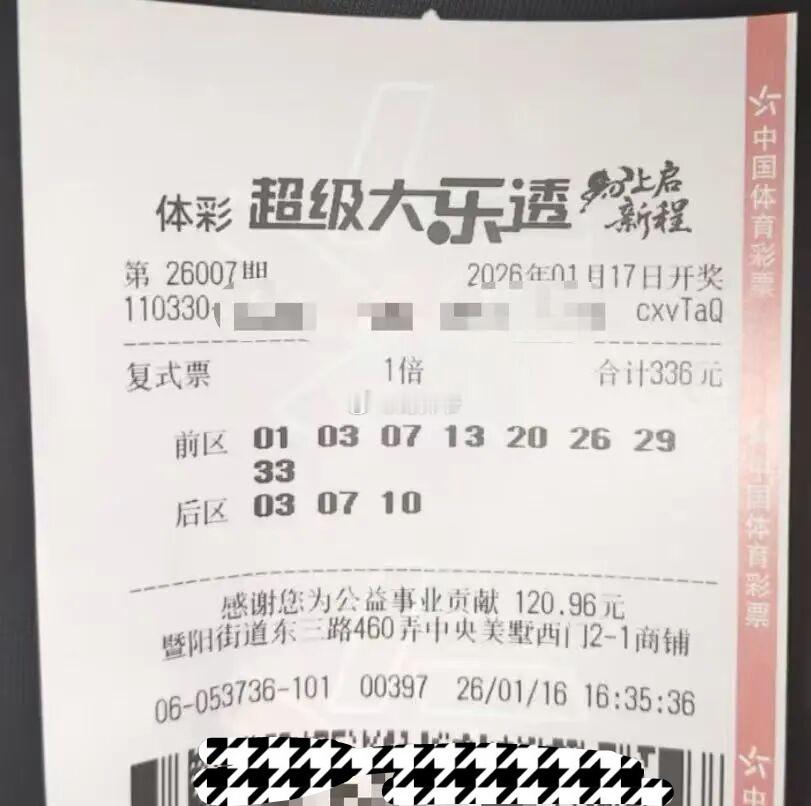 体彩 超级大乐透 马上启新程
第 26007期 2026年01月17日开奖
110330 cxvTaQ
复式票 1倍 合计336元
前区 01 03 07 13 20 26 29
33
后区 03 07 10
感谢您为公益事业贡献 120.96元
暨阳街道东三路460弄中央美墅西门2-1商铺
06-053736-101 00397 26/01/16 16:35:36
中国体育彩票
国体育彩票
中